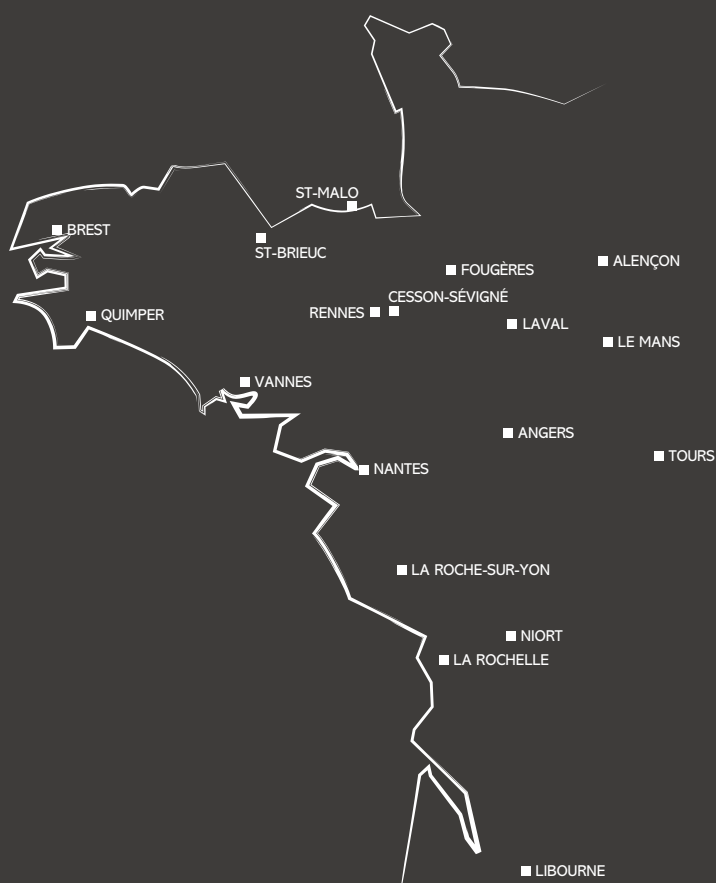 ST-MALO
BREST
ST-BRIEUC
ALENÇON
FOUGÈRES
CESSON-SÉVIGNÉ
RENNES
QUIMPER
LAVAL
LE MANS
VANNES
ANGERS
TOURS
NANTES
LA ROCHE-SUR-YON
NIORT
LA ROCHELLE
LIBOURNE